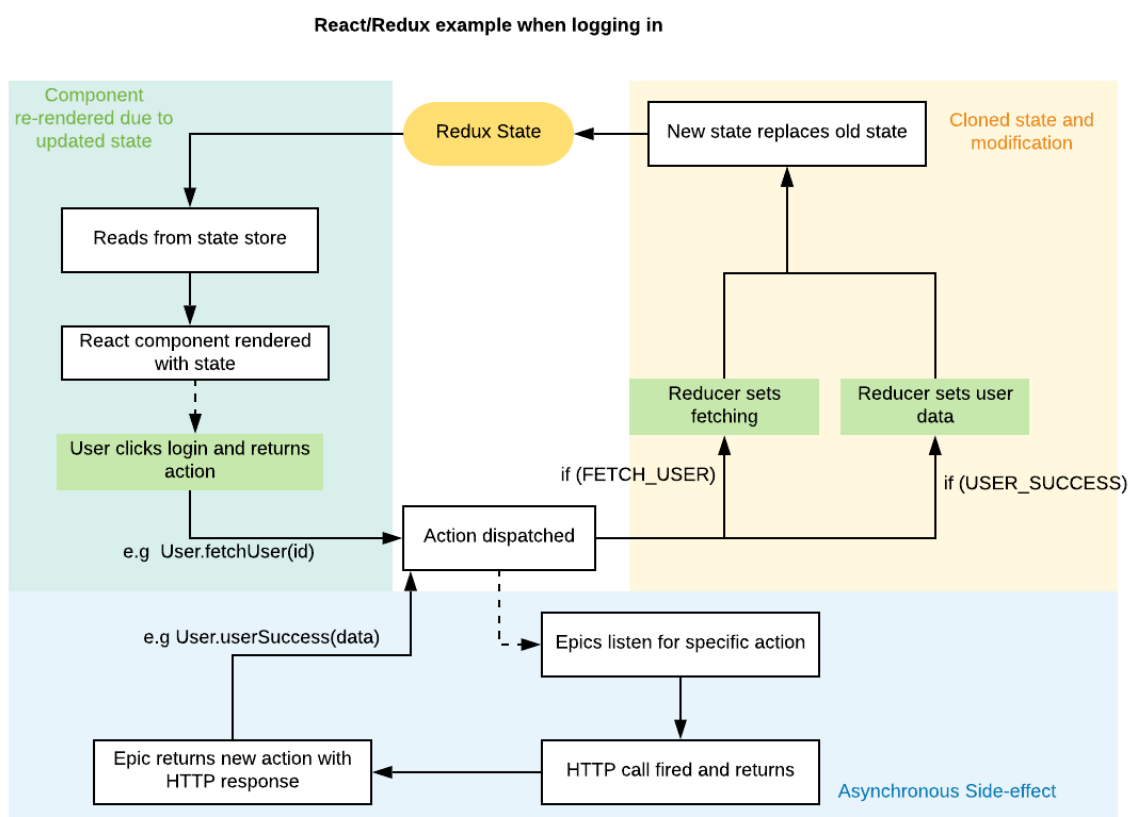 React/Redux example when logging in
Component
re-rendered due to
updated state
Redux State
New state replaces old state
Cloned state and
modification
Reads from state store
React component rendered
with state
User clicks login and returns
action
Reducer sets
fetching
Reducer sets user
data
if (FETCH_USER)
if (USER_SUCCESS)
e.g  User.fetchUser(id)
Action dispatched
e.g User.userSuccess(data)
Epics listen for specific action
Epic returns new action with
HTTP response
HTTP call fired and returns
Asynchronous Side-effect